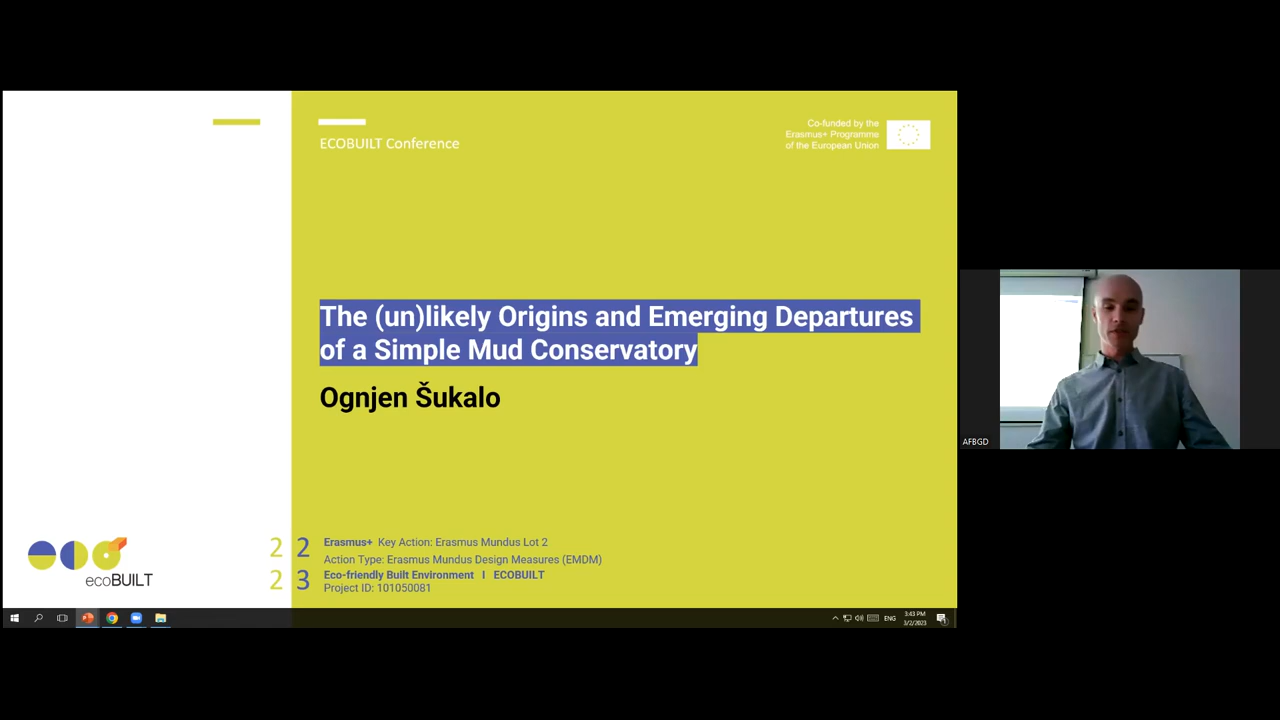 ECOBUILT Conference
Co-funded by the
Erasmus+ Programme
of the European Union
The (un)likely Origins and Emerging Departures
of a Simple Mud Conservatory
Ognjen Šukalo
AFBGD
ecoBUILT
2 2
2 3
Erasmus+ Key Action: Erasmus Mundus Lot 2
Action Type: Erasmus Mundus Design Measures (EMDM)
Eco-friendly Built Environment I ECOBUILT
Project ID: 101050081
ENG
3:43 PM
3/2/2023